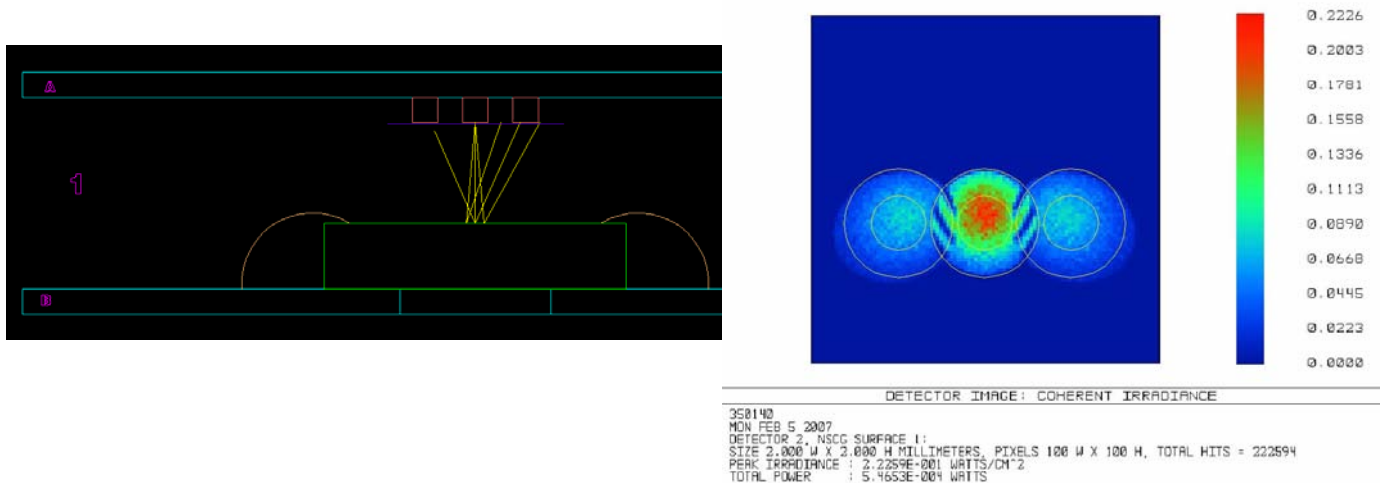 A
1
B
0.2226
0.2003
0.1781
0.1558
0.1336
0.1113
0.0890
0.0668
0.0445
0.0223
0.0000
DETECTOR IMAGE: COHERENT IRRADIANCE
350140
MON FEB 5 2007
DETECTOR 2, NSCG SURFACE 1:
SIZE 2.000 W X 2.000 H MILLIMETERS, PIXELS 100 W X 100 H, TOTAL HITS = 222594
PEAK IRRADIANCE : 2.2259E-001 WATTS/CM^2
TOTAL POWER : 5.4653E-004 WATTS